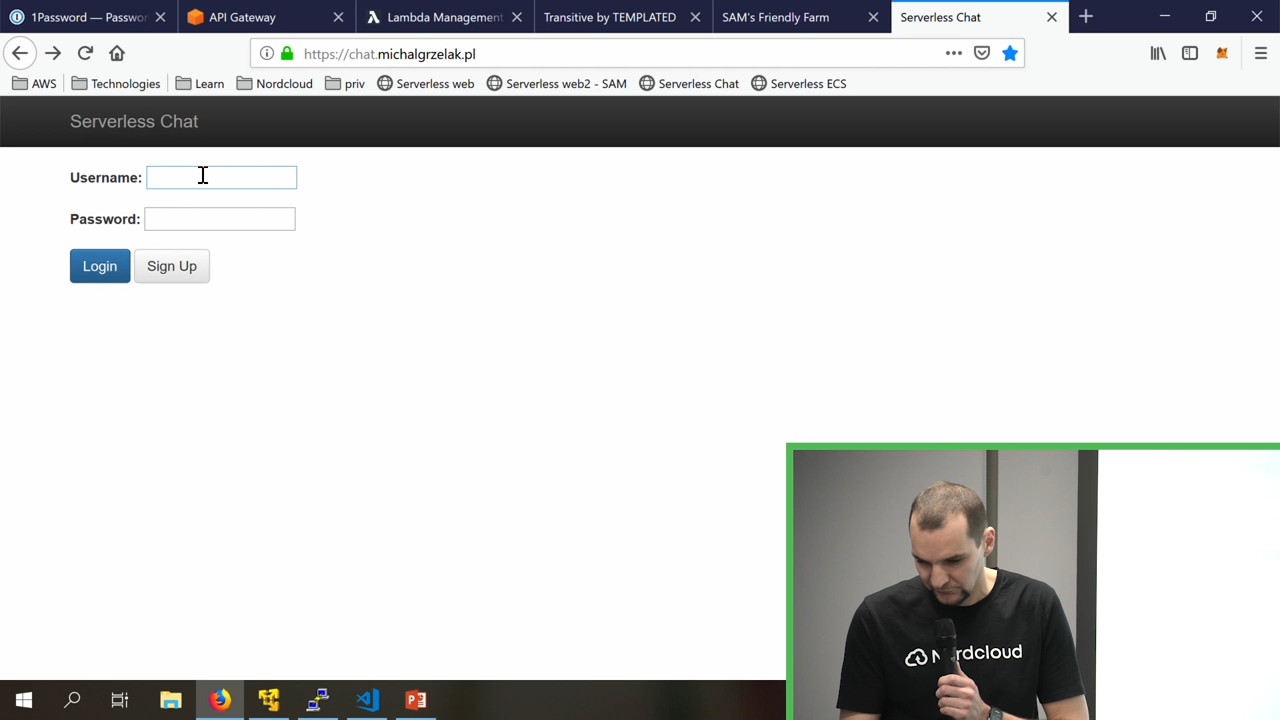 1Password — Passwor
API Gateway
Lambda Management
Transitive by TEMPLATED
SAM's Friendly Farm
Serverless Chat
https://chat.michalgrzelak.pl
AWS
Technologies
Learn
Nordcloud
priv
Serverless web
Serverless web2 - SAM
Serverless Chat
Serverless ECS
Serverless Chat
Username:
Password:
Login
Sign Up
Nordcloud